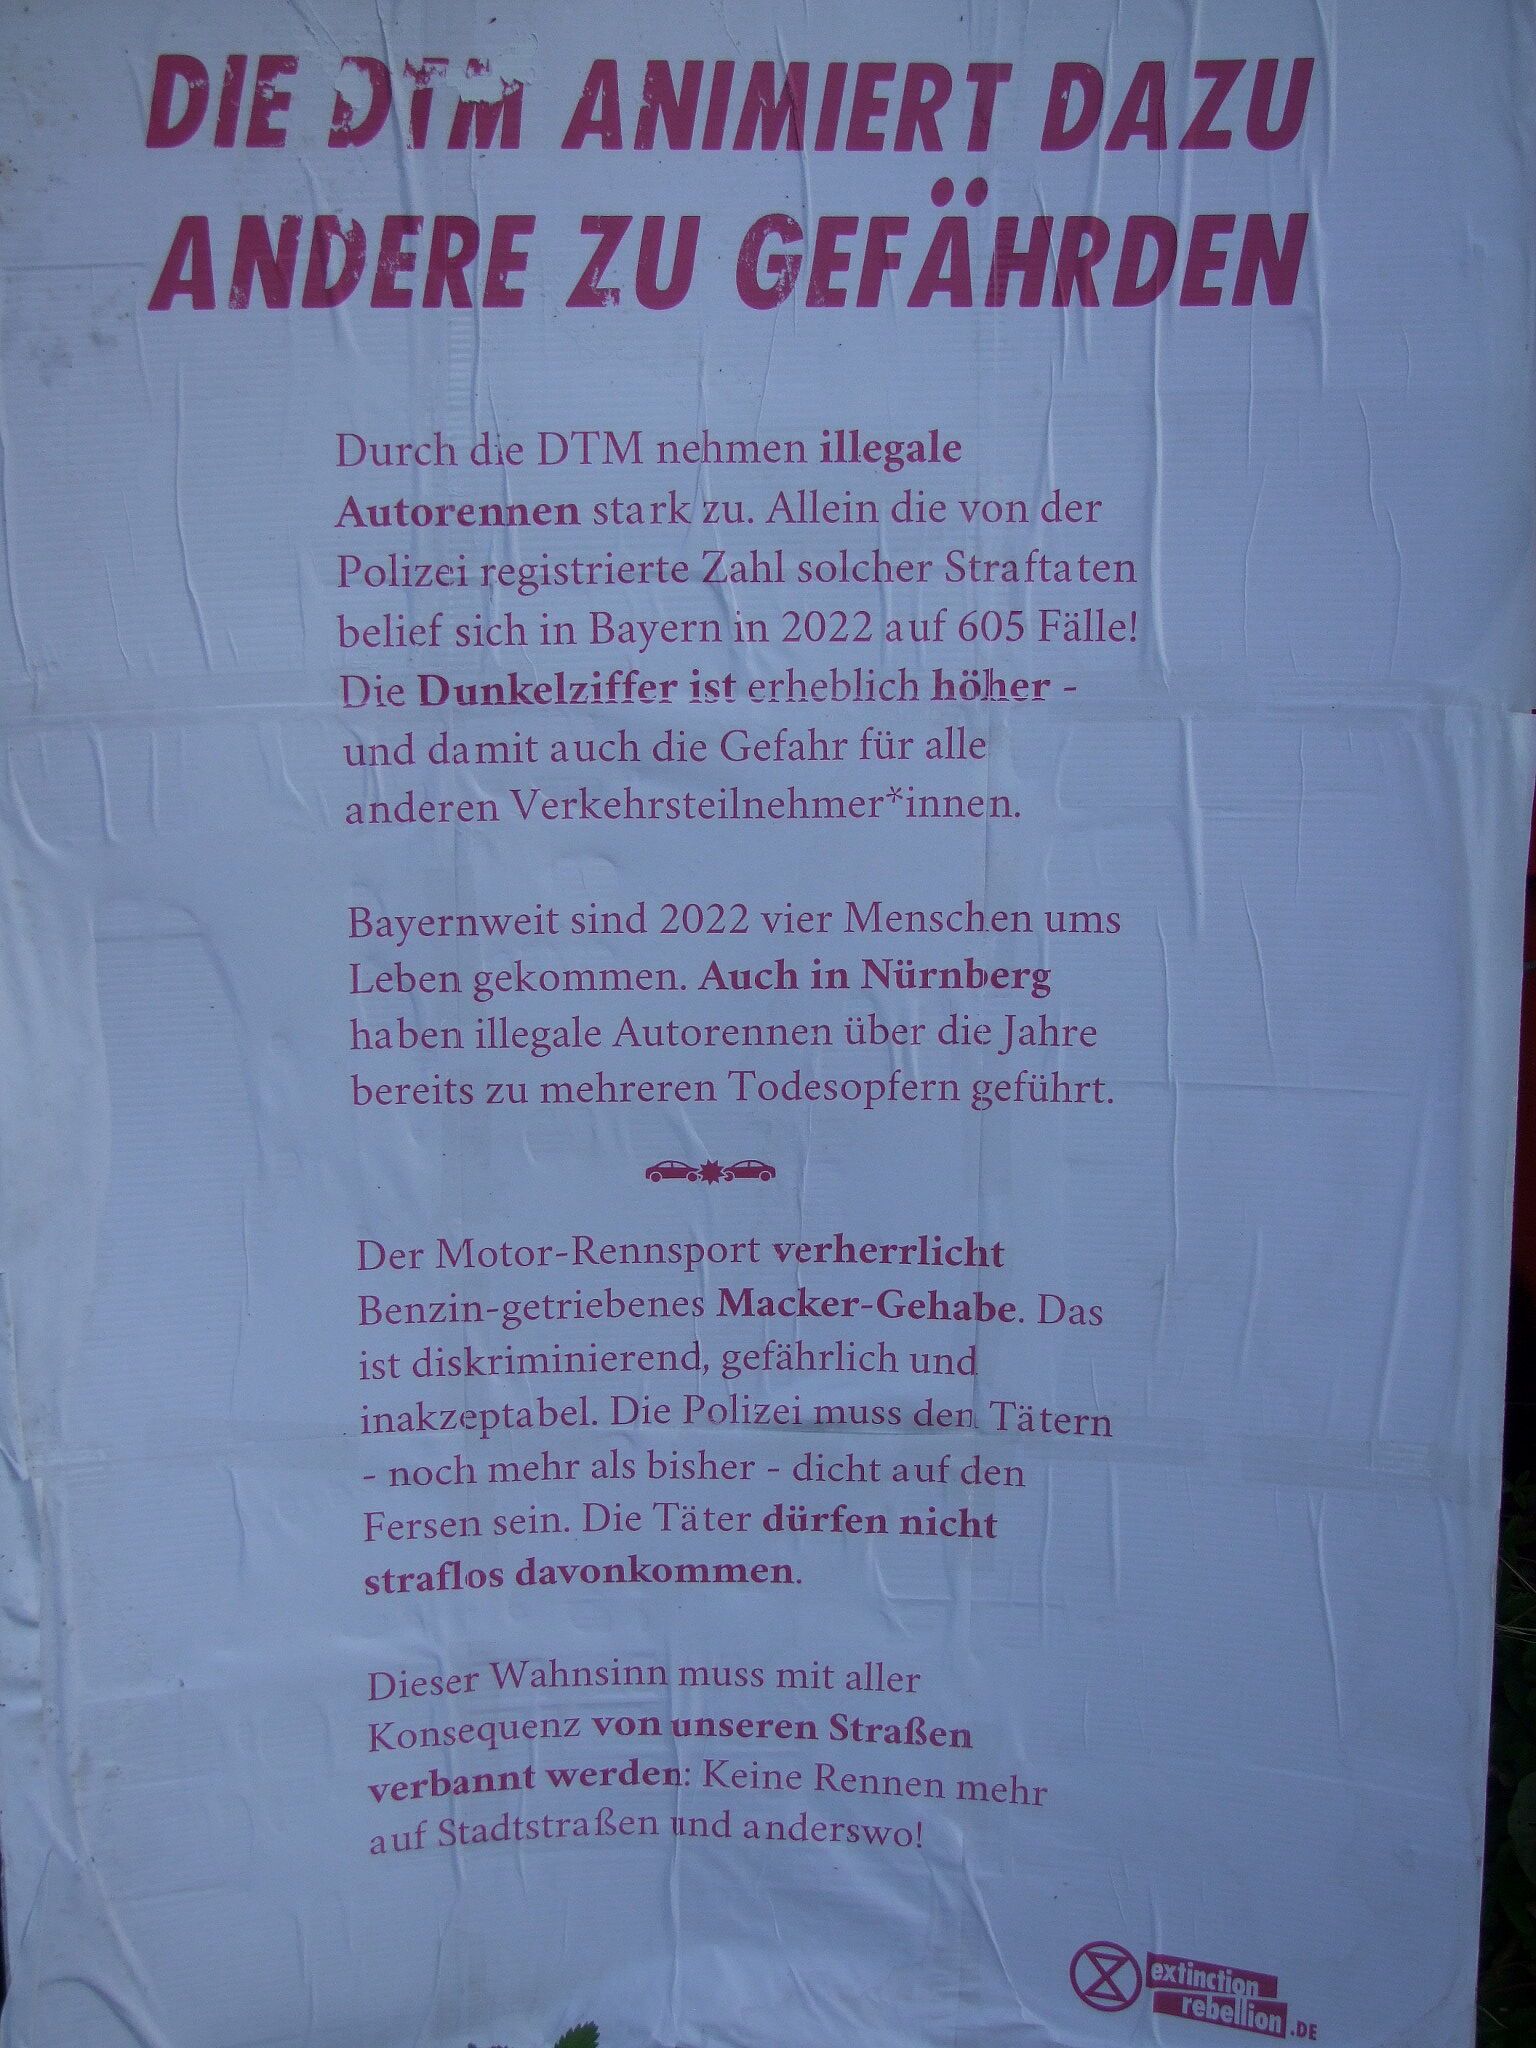 DIE DTM ANIMIERT DAZU
ANDERE ZU GEFÄHRDEN
Durch die DTM nehmen illegale
Autorennen stark zu. Allein die von der
Polizei registrierte Zahl solcher Straftaten
belief sich in Bayern in 2022 auf 605 Fälle!
Die Dunkelziffer ist erheblich höher -
und damit auch die Gefahr für alle
anderen Verkehrsteilnehmer*innen.
Bayernweit sind 2022 vier Menschen ums
Leben gekommen. Auch in Nürnberg
haben illegale Autorennen über die Jahre
bereits zu mehreren Todesopfern geführt.
Der Motor-Rennsport verherrlicht
Benzin-getriebenes Macker-Gehabe. Das
ist diskriminierend, gefährlich und
inakzeptabel. Die Polizei muss den Tätern
- noch mehr als bisher - dicht auf den
Fersen sein. Die Täter dürfen nicht
straflos davonkommen.
Dieser Wahnsinn muss mit aller
Konsequenz von unseren Straßen
verbannt werden: Keine Rennen mehr
auf Stadtstraßen und anderswo!
extinction
rebellion.DE